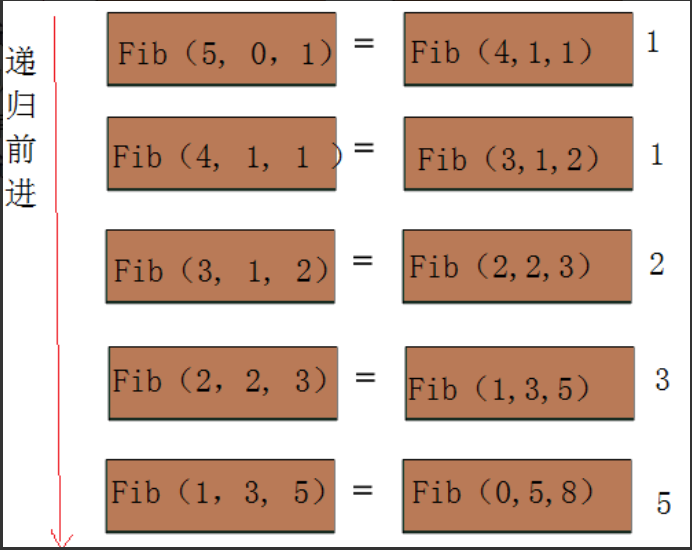 递归前进
Fib（5, 0，1） = Fib（4,1,1） 1
Fib（4, 1, 1 ） = Fib（3,1,2） 1
Fib（3, 1, 2） = Fib（2,2,3） 2
Fib（2，2, 3） = Fib（1,3,5） 3
Fib（1，3, 5） = Fib（0,5,8） 5